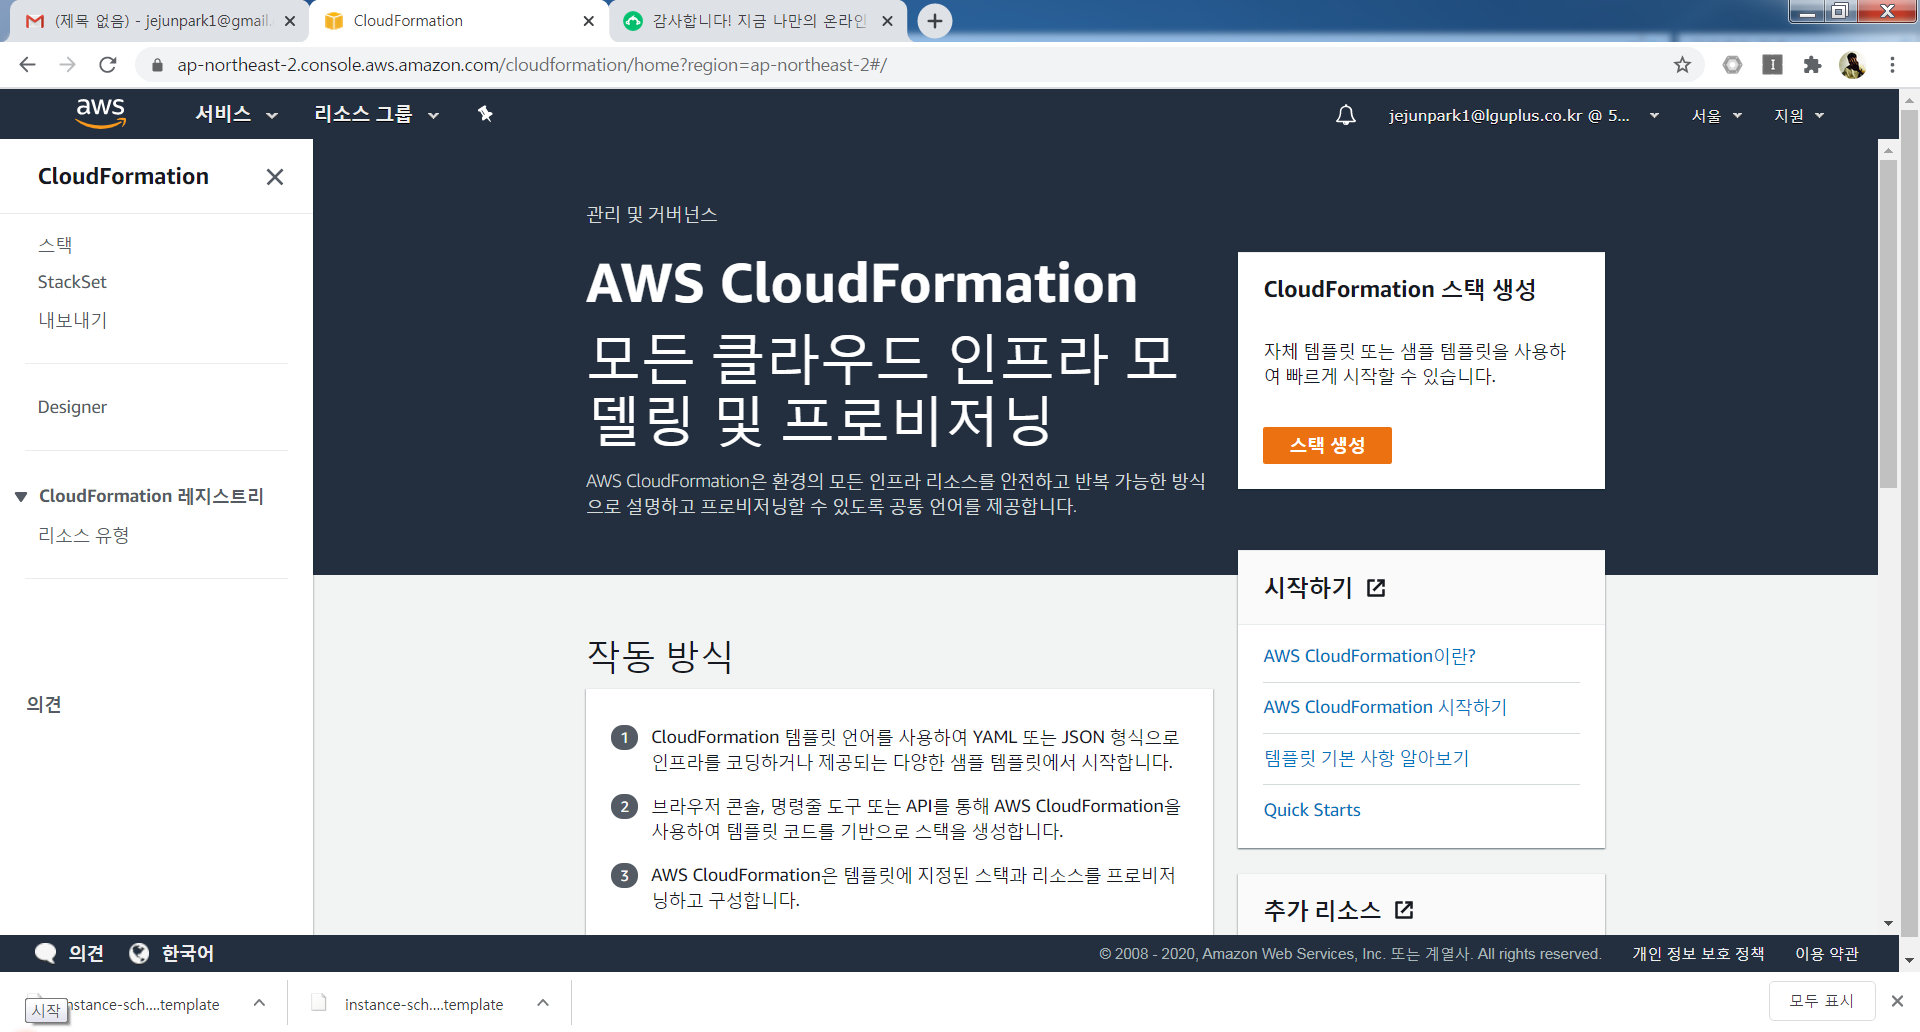 (제목 없음) - jejunpark1@gmail.
CloudFormation
감사합니다! 지금 나만의 온라인
ap-northeast-2.console.aws.amazon.com/cloudformation/home?region=ap-northeast-2#/
aws
서비스
리소스 그룹
jejunpark1@lguplus.co.kr @ 5...
서울
지원
CloudFormation
스택
StackSet
내보내기
Designer
CloudFormation 레지스트리
리소스 유형
의견
관리 및 거버넌스
AWS CloudFormation
모든 클라우드 인프라 모
델링 및 프로비저닝
AWS CloudFormation은 환경의 모든 인프라 리소스를 안전하고 반복 가능한 방식
으로 설명하고 프로비저닝할 수 있도록 공통 언어를 제공합니다.
CloudFormation 스택 생성
자체 템플릿 또는 샘플 템플릿을 사용하
여 빠르게 시작할 수 있습니다.
스택 생성
작동 방식
1 CloudFormation 템플릿 언어를 사용하여 YAML 또는 JSON 형식으로
인프라를 코딩하거나 제공되는 다양한 샘플 템플릿에서 시작합니다.
2 브라우저 콘솔, 명령줄 도구 또는 API를 통해 AWS CloudFormation을
사용하여 템플릿 코드를 기반으로 스택을 생성합니다.
3 AWS CloudFormation은 템플릿에 지정된 스택과 리소스를 프로비저
닝하고 구성합니다.
시작하기
AWS CloudFormation이란?
AWS CloudFormation 시작하기
템플릿 기본 사항 알아보기
Quick Starts
추가 리소스
의견
한국어
© 2008 - 2020, Amazon Web Services, Inc. 또는 계열사. All rights reserved.
개인 정보 보호 정책
이용 약관
시작
nstance-sch....template
instance-sch....template
모두 표시